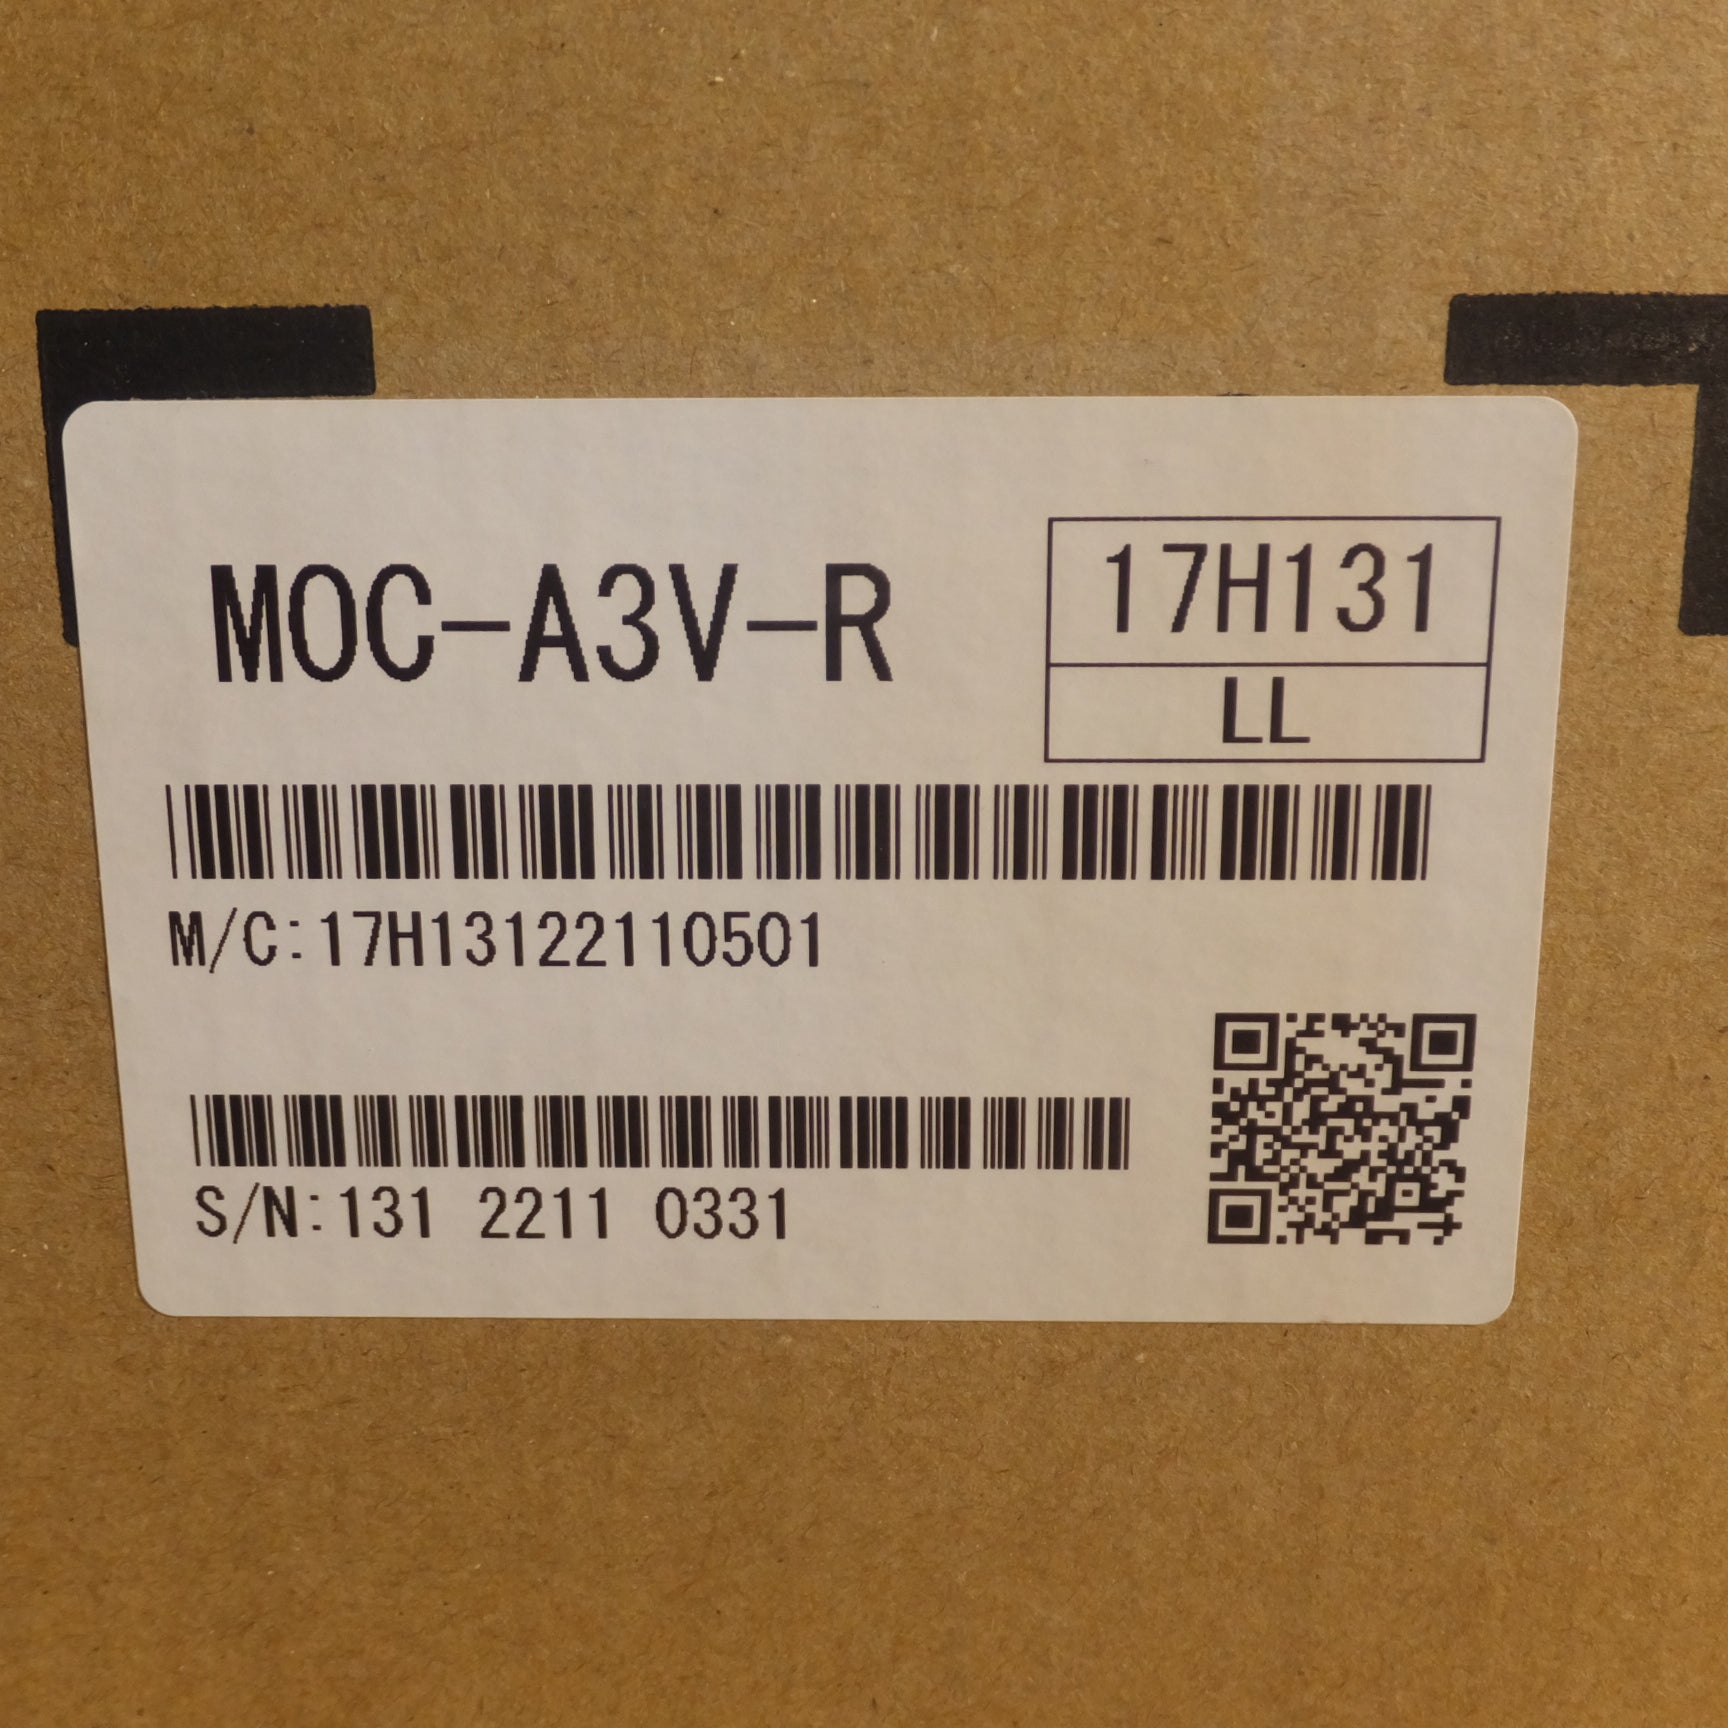 MOC-A3V-R
17H131
LL
M/C:17H13122110501
S/N:131 2211 0331